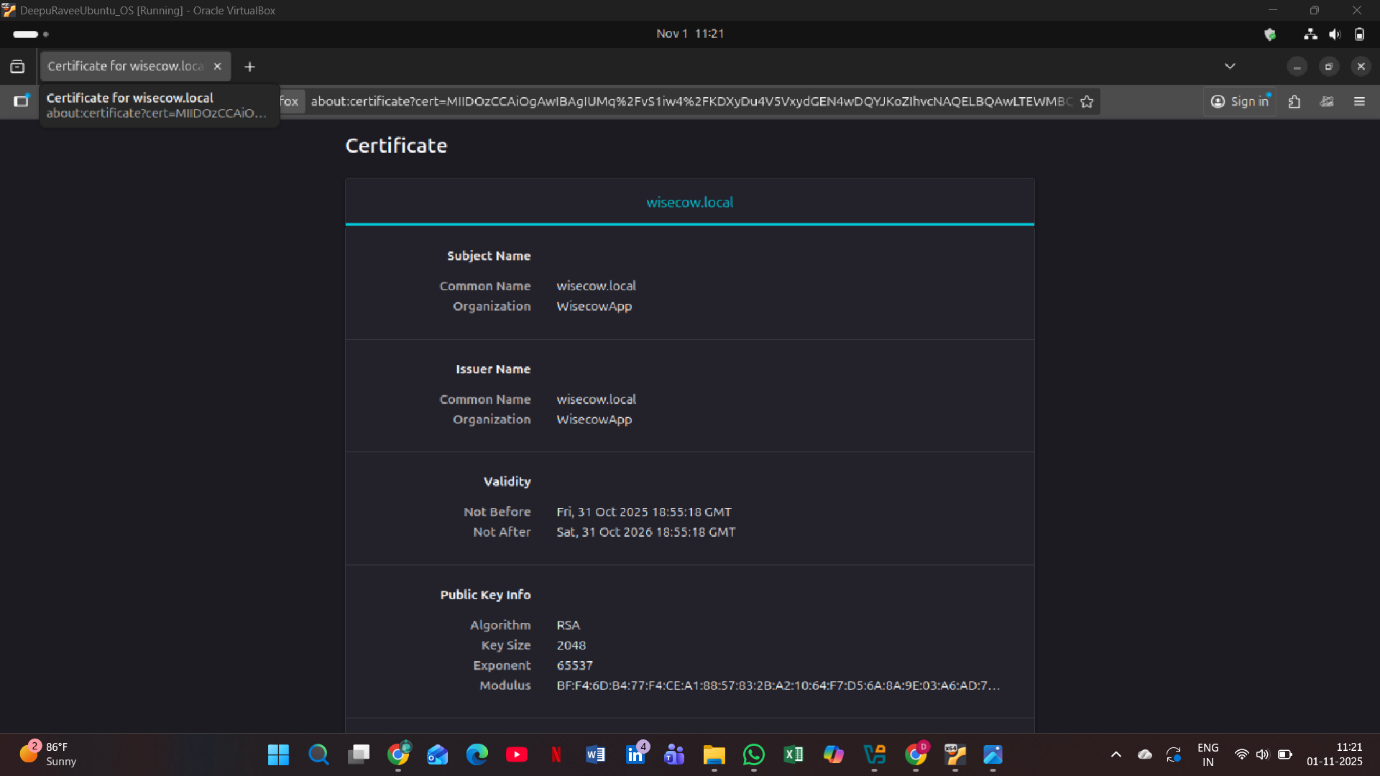 DeepuRaveeUbuntu_OS [Running] - Oracle VirtualBox
Nov 1 11:21
Certificate for wisecow.local
Certificate for wisecow.local
about:certificate?cert=MIIDOzCCAiO...
fox about:certificate?cert=MIIDOzCCAiOgAwIBAgIUMq%2FvS1iw4%2FKDXyDu4V5VxydGEN4wDQYJKoZIhvcNAQELBQAwLTEWMBQ
Sign in
Certificate
wisecow.local
Subject Name
Common Name wisecow.local
Organization WisecowApp
Issuer Name
Common Name wisecow.local
Organization WisecowApp
Validity
Not Before Fri, 31 Oct 2025 18:55:18 GMT
Not After Sat, 31 Oct 2026 18:55:18 GMT
Public Key Info
Algorithm RSA
Key Size 2048
Exponent 65537
Modulus BF:F4:6D:B4:77:F4:CE:A1:88:57:83:2B:A2:10:64:F7:D5:6A:8A:9E:03:A6:AD:7...
2
86°F
Sunny
4
D
ENG
IN
11:21
01-11-2025